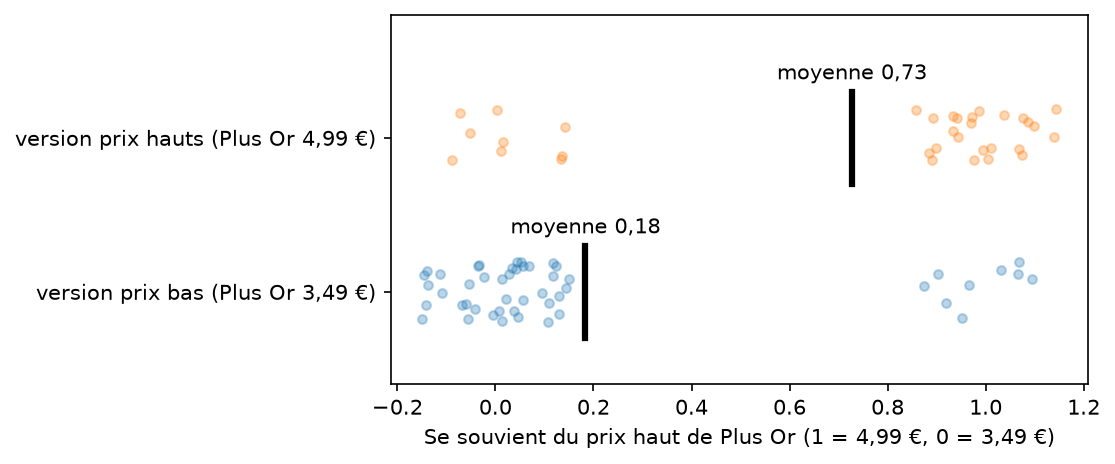 moyenne 0,73
version prix hauts (Plus Or 4,99 €)
moyenne 0,18
version prix bas (Plus Or 3,49 €)
−0.2 0.0 0.2 0.4 0.6 0.8 1.0 1.2
Se souvient du prix haut de Plus Or (1 = 4,99 €, 0 = 3,49 €)